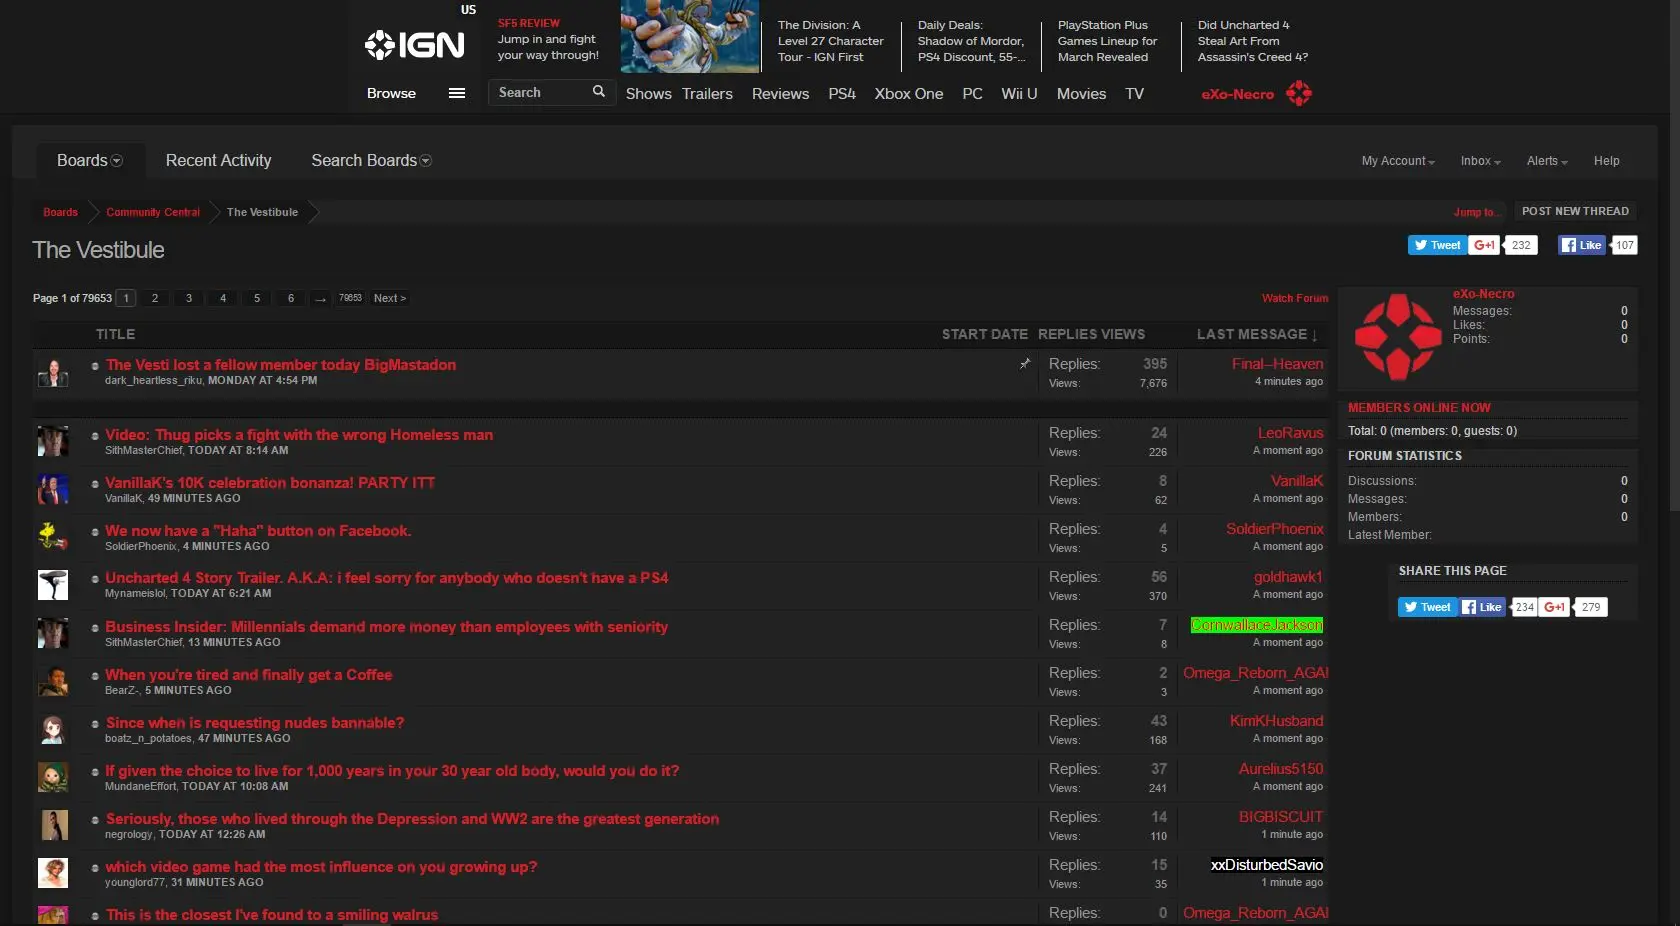 US
IGN
SF5 REVIEW
Jump in and fight
your way through!
The Division: A
Level 27 Character
Tour - IGN First
Daily Deals:
Shadow of Mordor,
PS4 Discount, 55-...
PlayStation Plus
Games Lineup for
March Revealed
Did Uncharted 4
Steal Art From
Assassin's Creed 4?
Browse
Search
Shows Trailers Reviews PS4 Xbox One PC Wii U Movies TV
eXo-Necro
Boards Recent Activity Search Boards
My Account Inbox Alerts Help
Boards Community Central The Vestibule
Jump to... POST NEW THREAD
The Vestibule
Tweet G+1 232 Like 107
Page 1 of 79653 1 2 3 4 5 6 → 79653 Next >
Watch Forum
TITLE START DATE REPLIES VIEWS LAST MESSAGE ↓
The Vesti lost a fellow member today BigMastadon Replies: 395 Final--Heaven
dark_heartless_riku, MONDAY AT 4:54 PM Views: 7,676 4 minutes ago
Video: Thug picks a fight with the wrong Homeless man Replies: 24 LeoRavus
SithMasterChief, TODAY AT 8:14 AM Views: 226 A moment ago
VanillaK's 10K celebration bonanza! PARTY ITT Replies: 8 VanillaK
VanillaK, 49 MINUTES AGO Views: 62 A moment ago
We now have a "Haha" button on Facebook. Replies: 4 SoldierPhoenix
SoldierPhoenix, 4 MINUTES AGO Views: 5 A moment ago
Uncharted 4 Story Trailer. A.K.A: i feel sorry for anybody who doesn't have a PS4 Replies: 56 goldhawk1
Mynameislol, TODAY AT 6:21 AM Views: 370 A moment ago
Business Insider: Millennials demand more money than employees with seniority Replies: 7 CornwallaceJackson
SithMasterChief, 13 MINUTES AGO Views: 8 A moment ago
When you're tired and finally get a Coffee Replies: 2 Omega_Reborn_AGAI
BearZ-, 5 MINUTES AGO Views: 3 A moment ago
Since when is requesting nudes bannable? Replies: 43 KimKHusband
boatz_n_potatoes, 47 MINUTES AGO Views: 168 A moment ago
If given the choice to live for 1,000 years in your 30 year old body, would you do it? Replies: 37 Aurelius5150
MundaneEffort, TODAY AT 10:08 AM Views: 241 A moment ago
Seriously, those who lived through the Depression and WW2 are the greatest generation Replies: 14 BIGBISCUIT
negrology, TODAY AT 12:26 AM Views: 110 1 minute ago
which video game had the most influence on you growing up? Replies: 15 xxDisturbedSavio
younglord77, 31 MINUTES AGO Views: 35 1 minute ago
This is the closest I've found to a smiling walrus Replies: 0 Omega_Reborn_AGAI
eXo-Necro
Messages: 0
Likes: 0
Points: 0
MEMBERS ONLINE NOW
Total: 0 (members: 0, guests: 0)
FORUM STATISTICS
Discussions: 0
Messages: 0
Members: 0
Latest Member:
SHARE THIS PAGE
Tweet Like 234 G+1 279